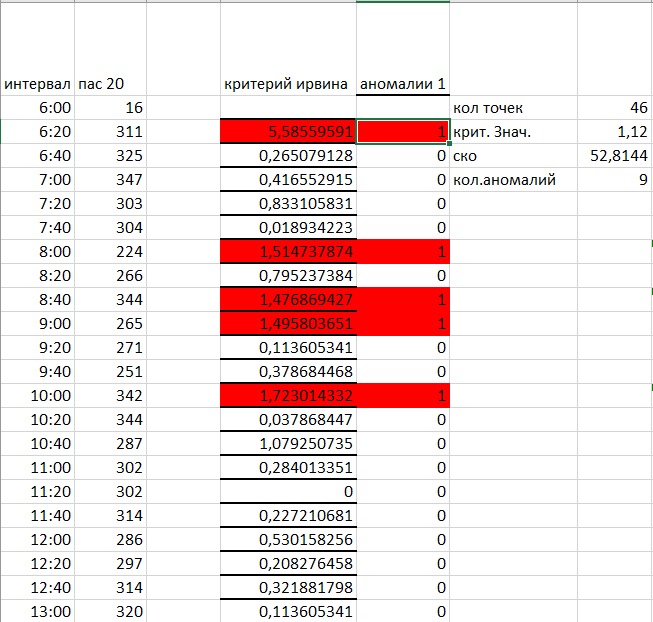 интервал пас 20 критерий ирвина аномалии 1
6:00 16 кол точек 46
6:20 311 5,58559591 1 крит. Знач. 1,12
6:40 325 0,265079128 0 ско 52,8144
7:00 347 0,416552915 0 кол.аномалий 9
7:20 303 0,833105831 0
7:40 304 0,018934223 0
8:00 224 1,514737874 1
8:20 266 0,795237384 0
8:40 344 1,476869427 1
9:00 265 1,495803651 1
9:20 271 0,113605341 0
9:40 251 0,378684468 0
10:00 342 1,723014332 1
10:20 344 0,037868447 0
10:40 287 1,079250735 0
11:00 302 0,284013351 0
11:20 302 0 0
11:40 314 0,227210681 0
12:00 286 0,530158256 0
12:20 297 0,208276458 0
12:40 314 0,321881798 0
13:00 320 0,113605341 0